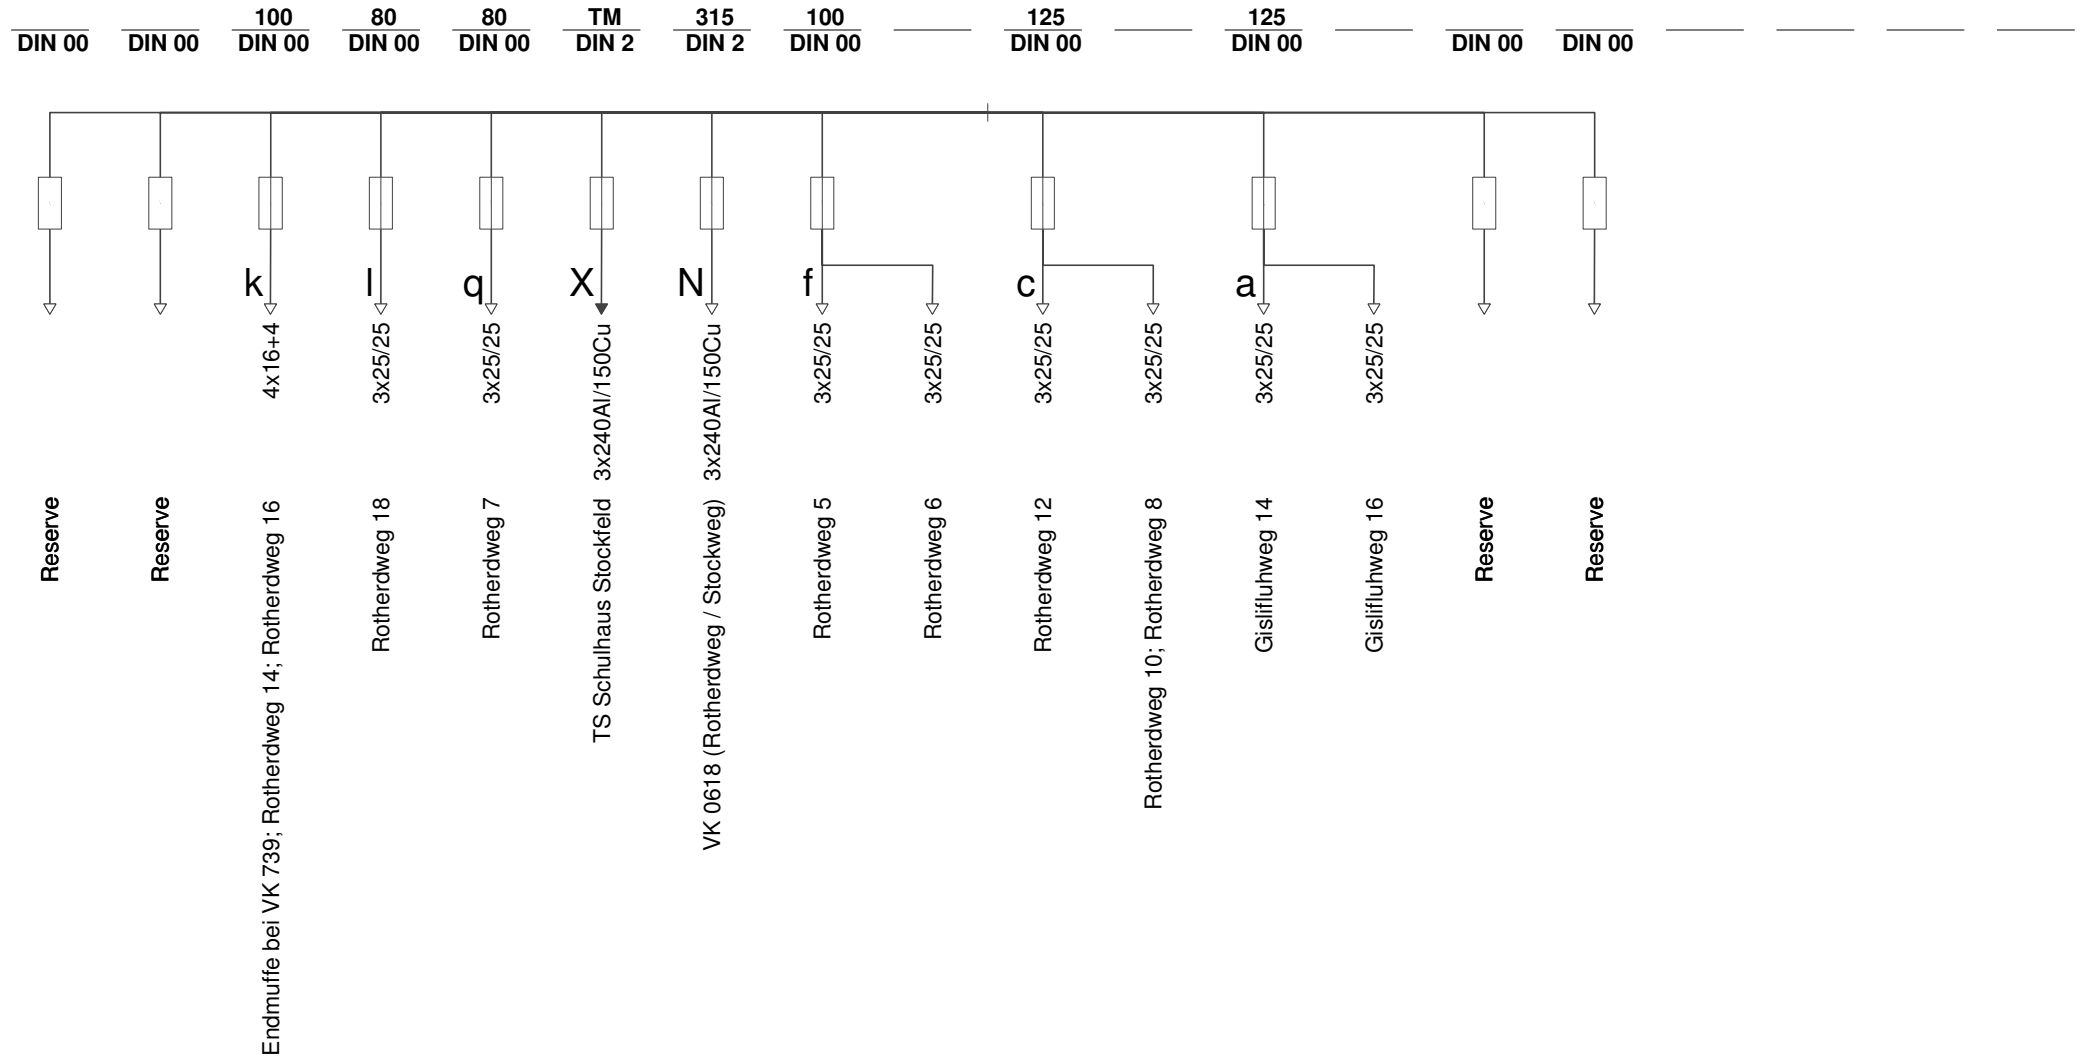 100 80 80 TM 315 100 125 125
DIN 00 DIN 00 DIN 00 DIN 00 DIN 00 DIN 2 DIN 2 DIN 00 DIN 00 DIN 00 DIN 00 DIN 00
k l q X N f c a
4x16+4
3x25/25
3x25/25
3x240Al/150Cu
3x240Al/150Cu
3x25/25
3x25/25
3x25/25
3x25/25
3x25/25
3x25/25
Reserve
Reserve
Endmuffe bei VK 739; Rotherdweg 14; Rotherdweg 16
Rotherdweg 18
Rotherdweg 7
TS Schulhaus Stockfeld
VK 0618 (Rotherdweg / Stockweg)
Rotherdweg 5
Rotherdweg 6
Rotherdweg 12
Rotherdweg 10; Rotherdweg 8
Gislifluhweg 14
Gislifluhweg 16
Reserve
Reserve